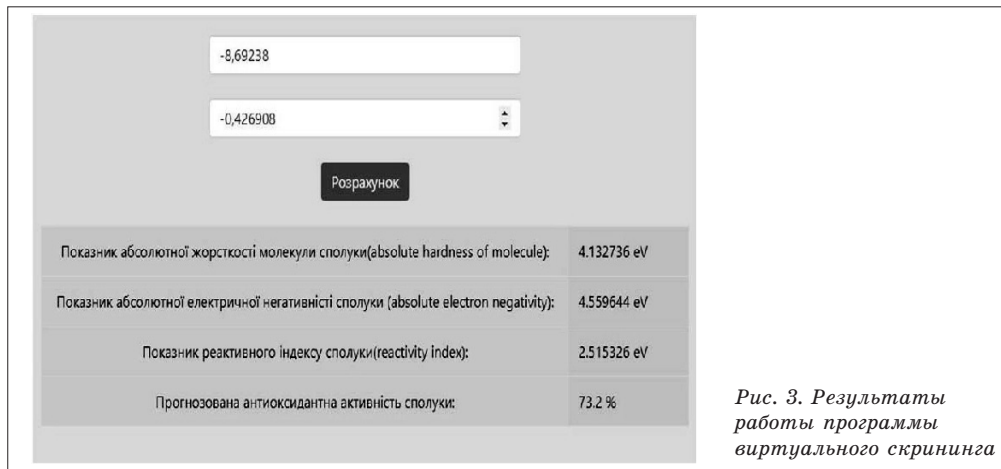 -8,69238
-0,426908
Розрахунок
Показник абсолютної жорсткості молекули сполуки(absolute hardness of molecule): 4.132736 eV
Показник абсолютної електричної негативністі сполуки (absolute electron negativity): 4.559644 eV
Показник реактивного індексу сполуки(reactivity index): 2.515326 eV
Прогнозована антиоксидантна активність сполуки: 73.2 %
Рис. 3. Результаты
работы программы
виртуального скрининга